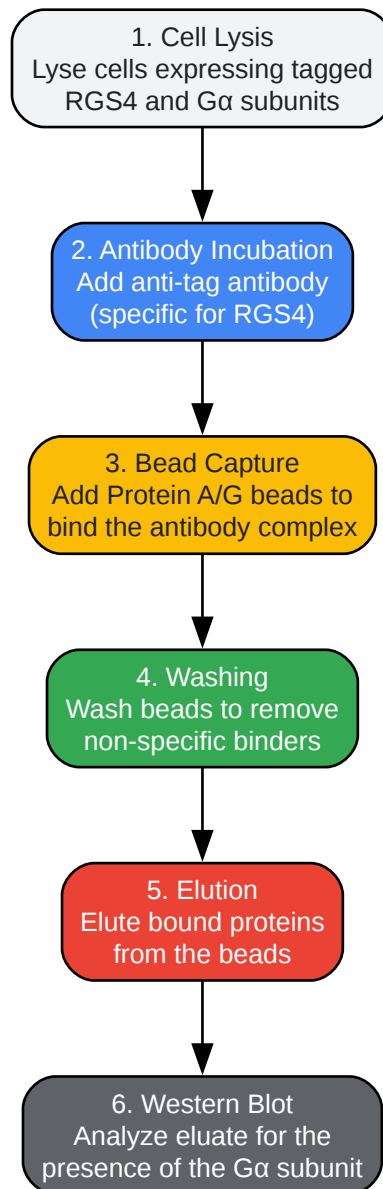 1. Cell Lysis
Lyse cells expressing tagged
RGS4 and Gα subunits
2. Antibody Incubation
Add anti-tag antibody
(specific for RGS4)
3. Bead Capture
Add Protein A/G beads to
bind the antibody complex
4. Washing
Wash beads to remove
non-specific binders
5. Elution
Elute bound proteins
from the beads
6. Western Blot
Analyze eluate for the
presence of the Gα subunit